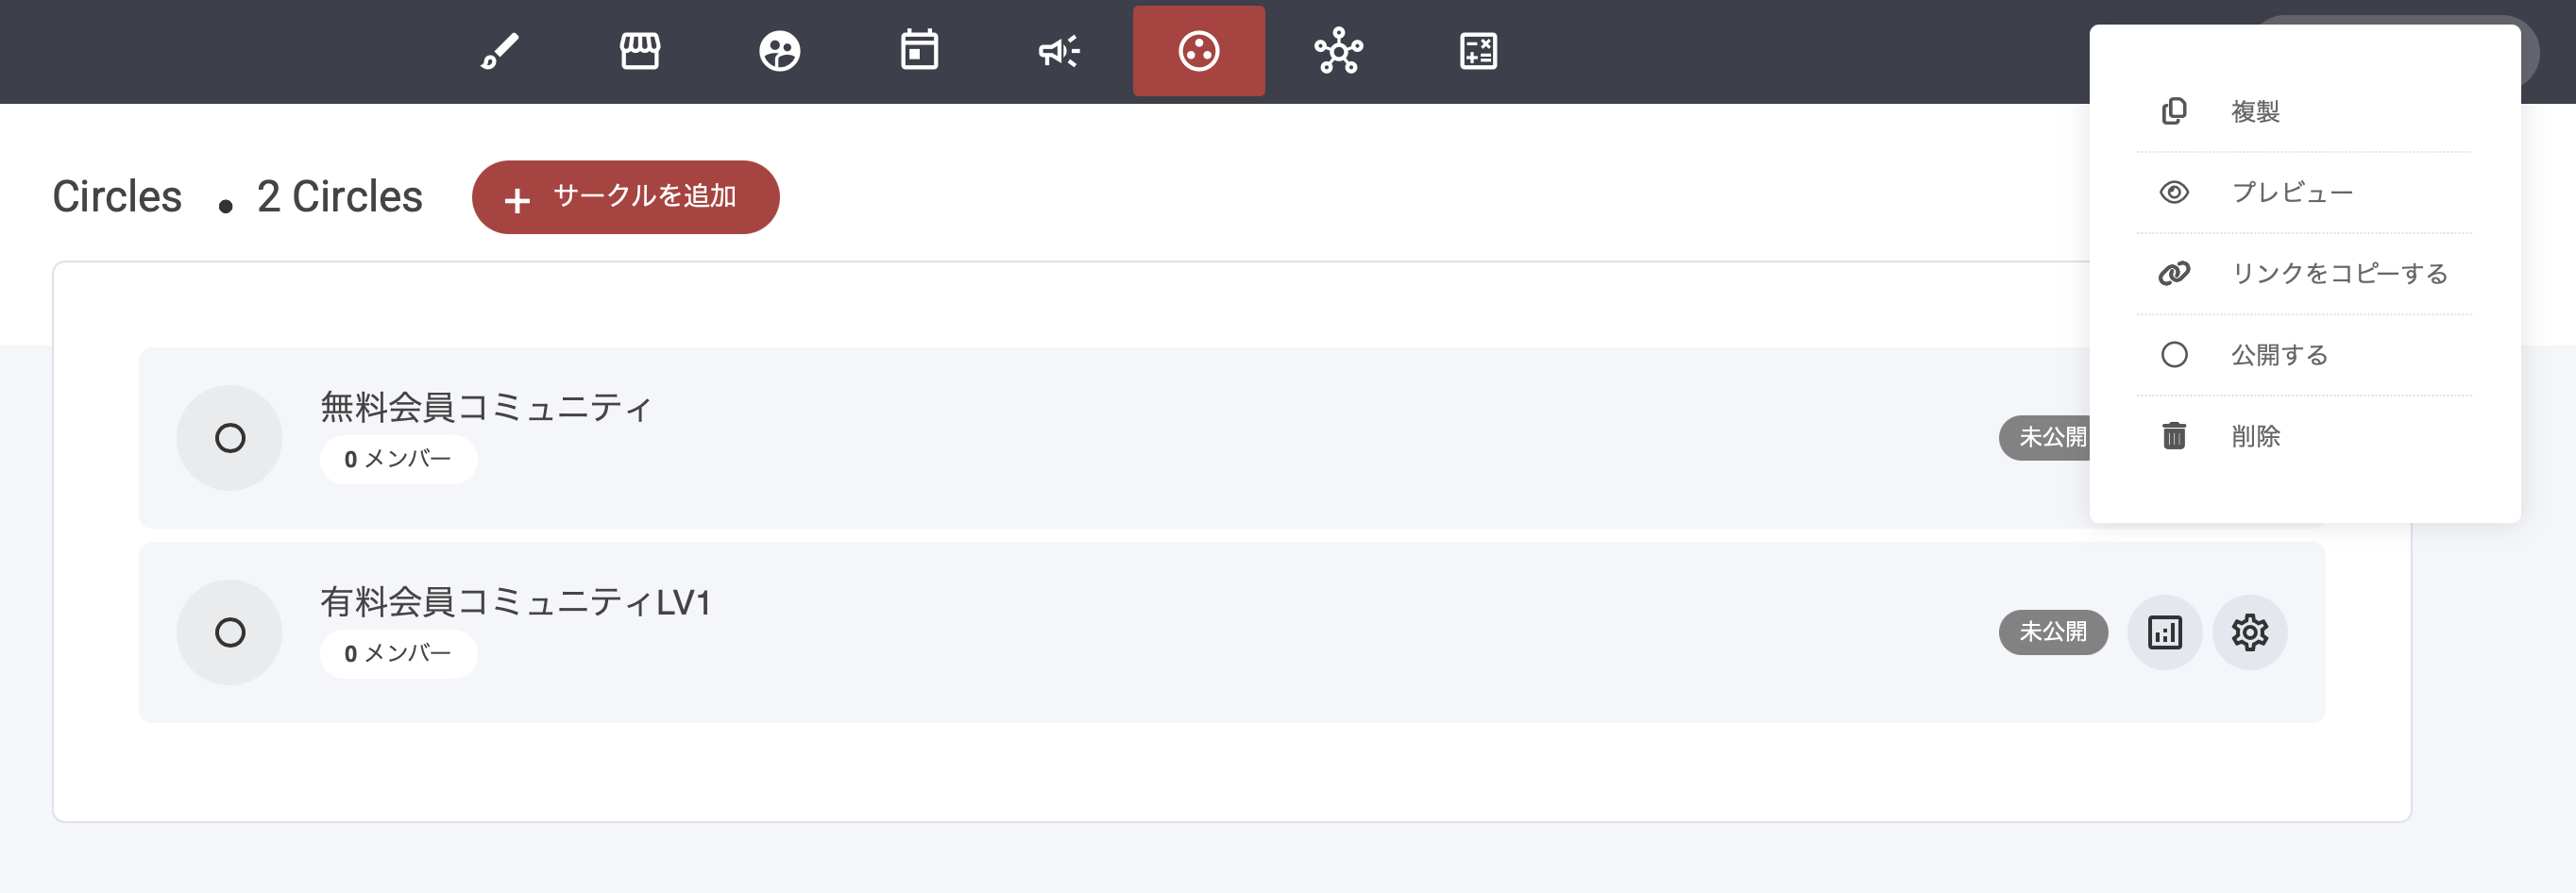 Circles • 2 Circles
+ サークルを追加
無料会員コミュニティ
0 メンバー
未公開
有料会員コミュニティLV1
0 メンバー
未公開
複製
プレビュー
リンクをコピーする
公開する
削除